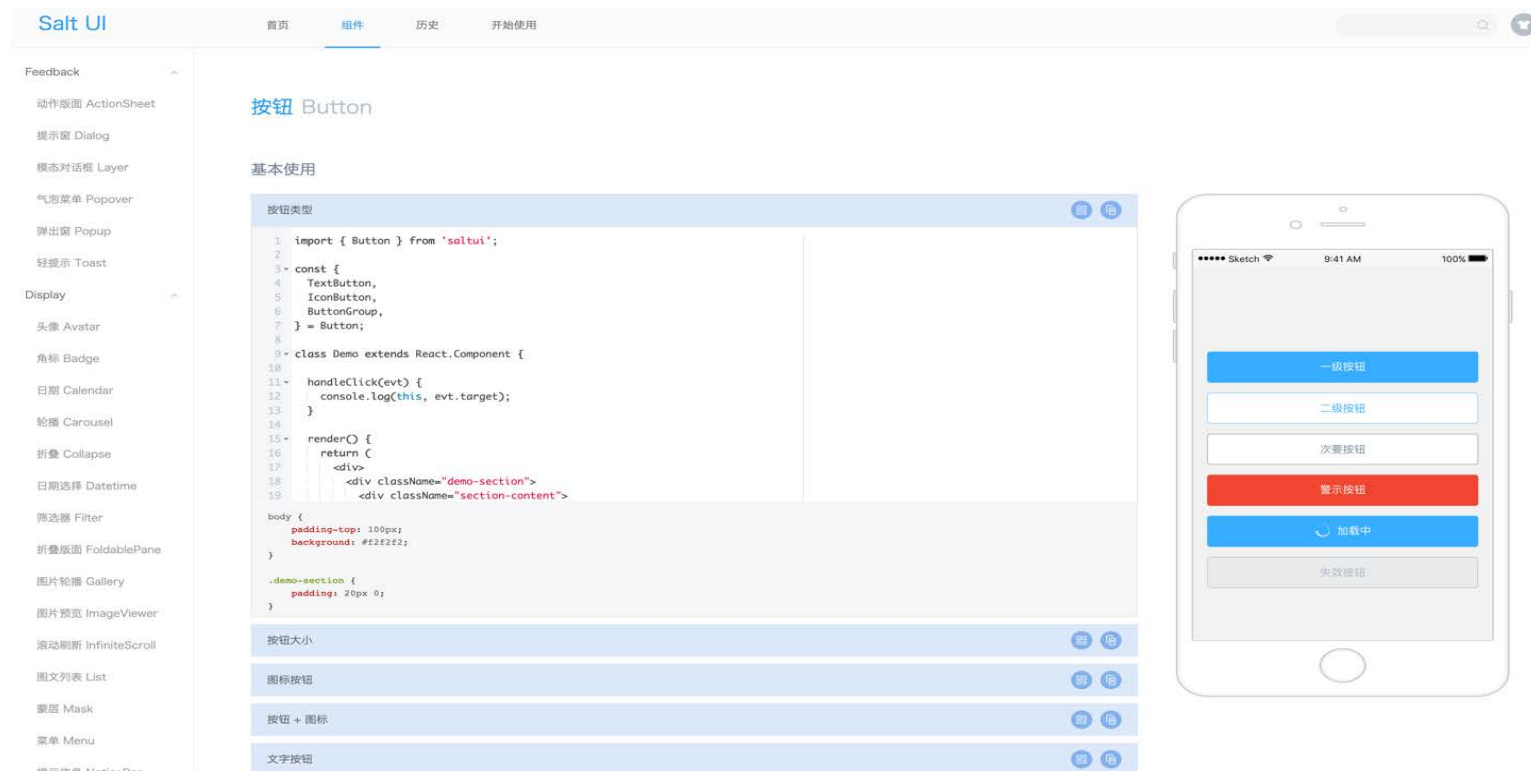 Salt UI
首页 组件 历史 开始使用
Feedback
动作版面 ActionSheet
提示窗 Dialog
模态对话框 Layer
气泡菜单 Popover
弹出窗 Popup
轻提示 Toast
Display
头像 Avatar
角标 Badge
日期 Calendar
轮播 Carousel
折叠 Collapse
日期选择 Datetime
筛选器 Filter
折叠版面 FoldablePane
图片轮播 Gallery
图片预览 ImageViewer
滚动刷新 InfiniteScroll
图文列表 List
蒙层 Mask
菜单 Menu
按钮 Button
基本使用
按钮类型
1 import { Button } from 'saltui';
2
3 const {
4 TextButton,
5 IconButton,
6 ButtonGroup,
7 } = Button;
8
9 class Demo extends React.Component {
10
11 handleClick(evt) {
12 console.log(this, evt.target);
13 }
14
15 render() {
16 return (
17 <div>
18 <div className="demo-section">
19 <div className="section-content">
body {
padding-top: 100px;
background: #f2f2f2;
}
.demo-section {
padding: 20px 0;
}
按钮大小
图标按钮
按钮 + 图标
文字按钮
Sketch 9:41 AM 100%
一级按钮
二级按钮
次要按钮
警示按钮
加载中
失效按钮